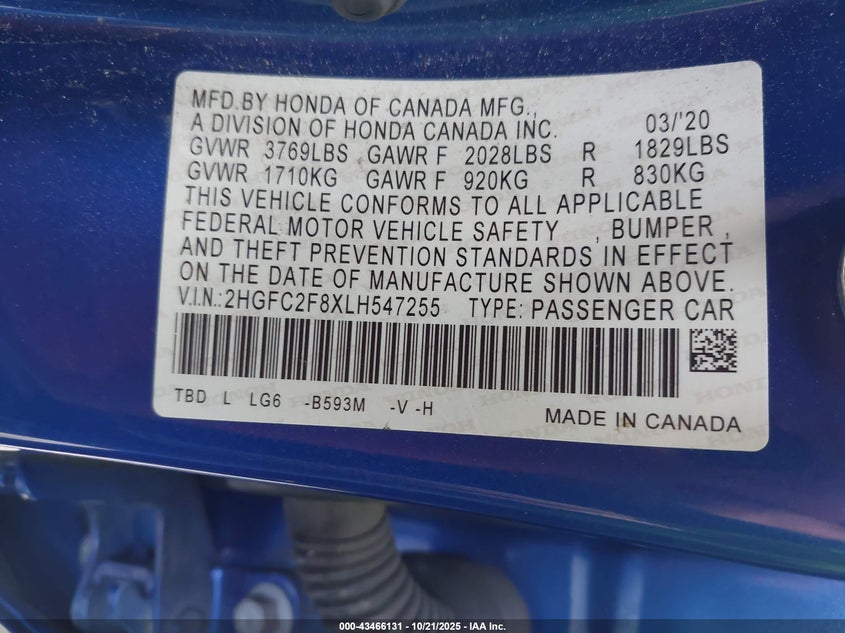 MFD.BY HONDA OF CANADA MFG.,
A DIVISION OF HONDA CANADA INC. 03/'20
GVWR 3769LBS GAWR F 2028LBS R 1829LBS
GVWR 1710KG GAWR F 920KG R 830KG
THIS VEHICLE CONFORMS TO ALL APPLICABLE
FEDERAL MOTOR VEHICLE SAFETY , BUMPER ,
AND THEFT PREVENTION STANDARDS IN EFFECT
ON THE DATE OF MANUFACTURE SHOWN ABOVE.
V.I.N.:2HGFC2F8XLH547255 TYPE: PASSENGER CAR
TBD L LG6 -B593M -V -H
MADE IN CANADA
000-43466131 - 10/21/2025 - IAA Inc.